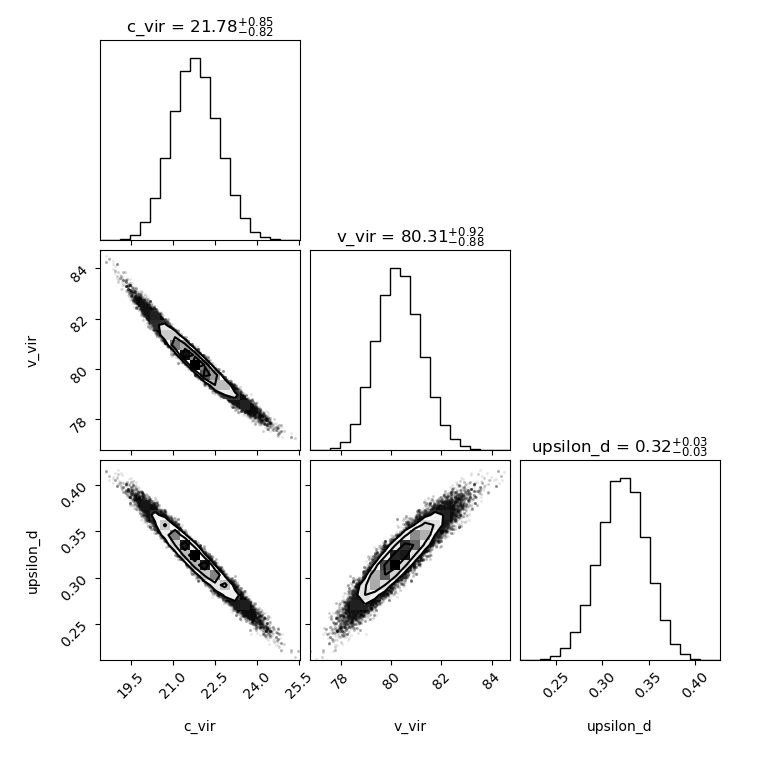 c_vir = 21.78+0.85−0.82
v_vir = 80.31+0.92−0.88
84
82
80
78
v_vir
upsilon_d = 0.32+0.03−0.03
0.40
0.35
0.30
0.25
upsilon_d
19.5 21.0 22.5 24.0 25.5 78 80 82 84 0.25 0.30 0.35 0.40
c_vir v_vir upsilon_d